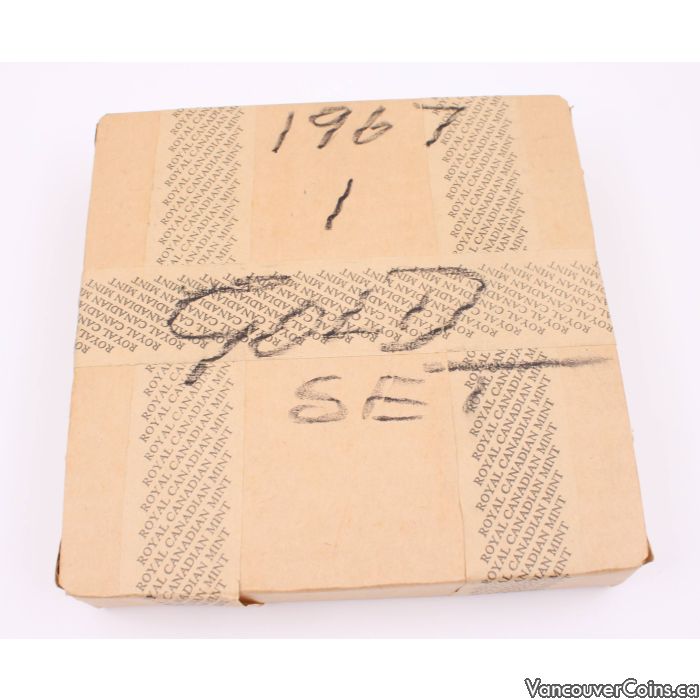 1967
1
GOLD
SET
ROYAL CANADIAN MINT
VancouverCoins.ca